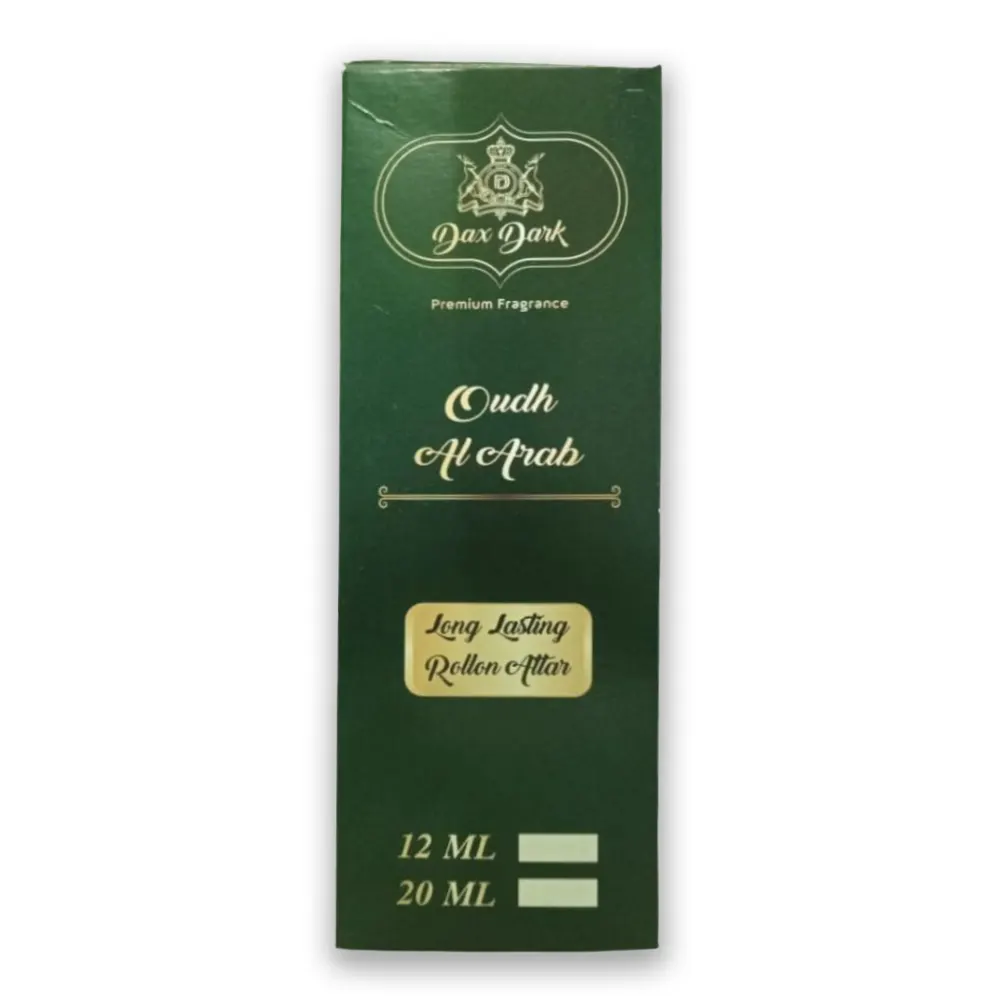 D
Dax Dark
Premium Fragrance
Oudh
Al Arab
Long Lasting
Rollon Attar
12 ML
20 ML